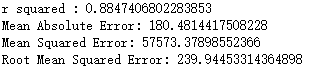 r squared : 0.8847406802283853
Mean Absolute Error: 180.4814417508228
Mean Squared Error: 57573.37898552366
Root Mean Squared Error: 239.94453314364898